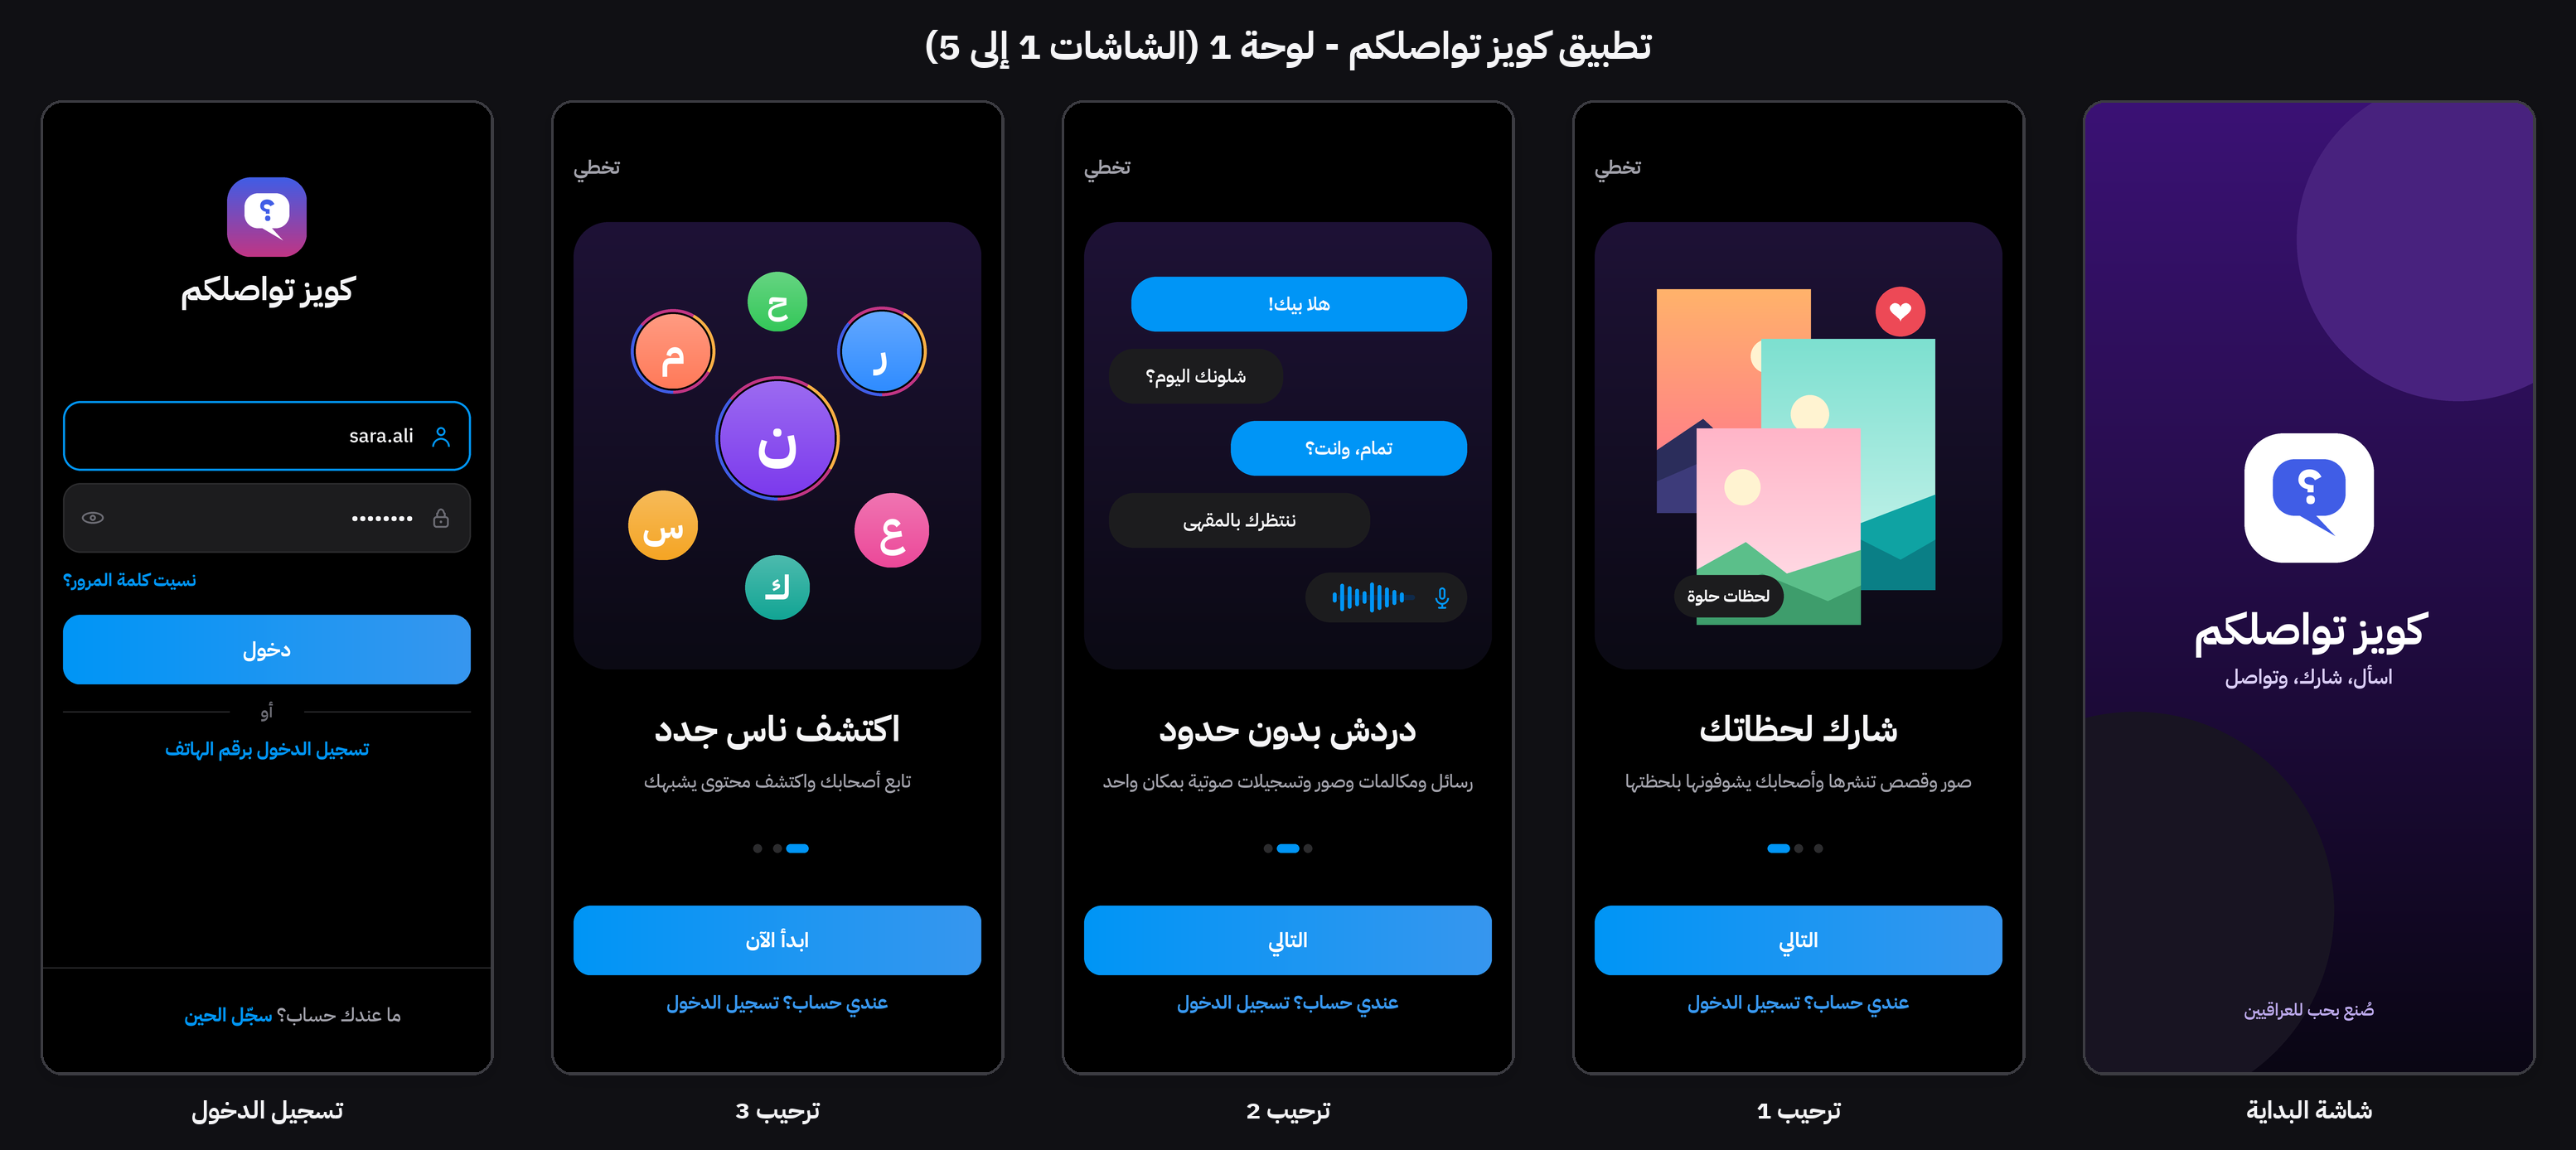 تطبيق كويز تواصلكم - لوحة 1 (الشاشات 1 إلى 5)
؟
كويز تواصلكم
اسأل، شارك، وتواصل
صُنع بحب للعراقيين
شاشة البداية
تخطي
لحظات حلوة
شارك لحظاتك
صور وقصص تنشرها وأصحابك يشوفونها بلحظتها
التالي
عندي حساب؟ تسجيل الدخول
ترحيب 1
تخطي
هلا بيك!
شلونك اليوم؟
تمام، وانت؟
ننتظرك بالمقهى
دردش بدون حدود
رسائل ومكالمات وصور وتسجيلات صوتية بمكان واحد
التالي
عندي حساب؟ تسجيل الدخول
ترحيب 2
تخطي
ح
ر
م
ن
ع
س
ك
اكتشف ناس جدد
تابع أصحابك واكتشف محتوى يشبهك
ابدأ الآن
عندي حساب؟ تسجيل الدخول
ترحيب 3
؟
كويز تواصلكم
sara.ali
••••••••
نسيت كلمة المرور؟
دخول
أو
تسجيل الدخول برقم الهاتف
ما عندك حساب؟ سجّل الحين
تسجيل الدخول